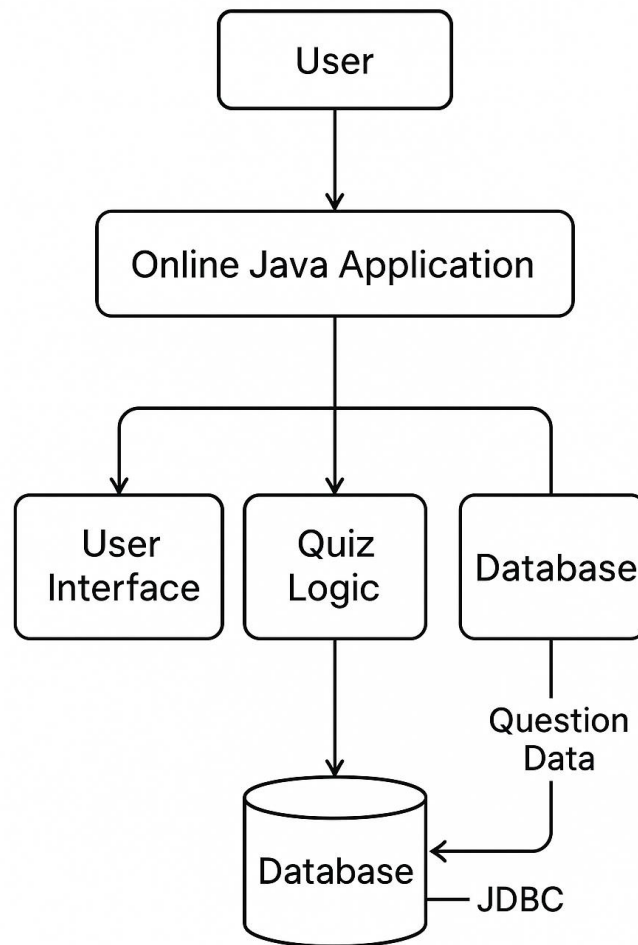 User
Online Java Application
User
Interface
Quiz
Logic
Database
Question
Data
Database
JDBC